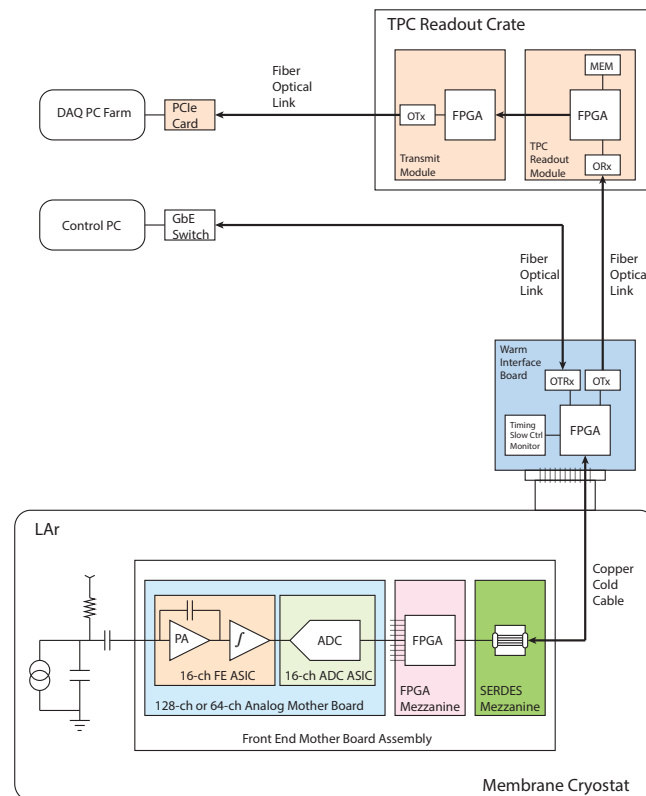 TPC Readout Crate
Fiber
Optical
Link
MEM
DAQ PC Farm
PCIe
Card
OTx
FPGA
FPGA
Transmit
Module
TPC
Readout
Module
ORx
Control PC
GbE
Switch
Fiber
Optical
Link
Fiber
Optical
Link
Warm
Interface
Board
OTRx
OTx
Timing
Slow Ctrl
Monitor
FPGA
LAr
Copper
Cold
Cable
PA
∫
ADC
FPGA
16-ch FE ASIC
16-ch ADC ASIC
128-ch or 64-ch Analog Mother Board
FPGA
Mezzanine
SERDES
Mezzanine
Front End Mother Board Assembly
Membrane Cryostat